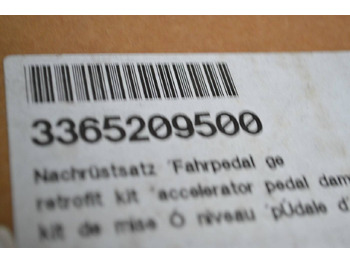 3365209500
Nachrüstsatz ´Fahrpedal ge
retrofit kit ´accelerator pedal dam
kit de mise Ó niveau ´pÚdale d´